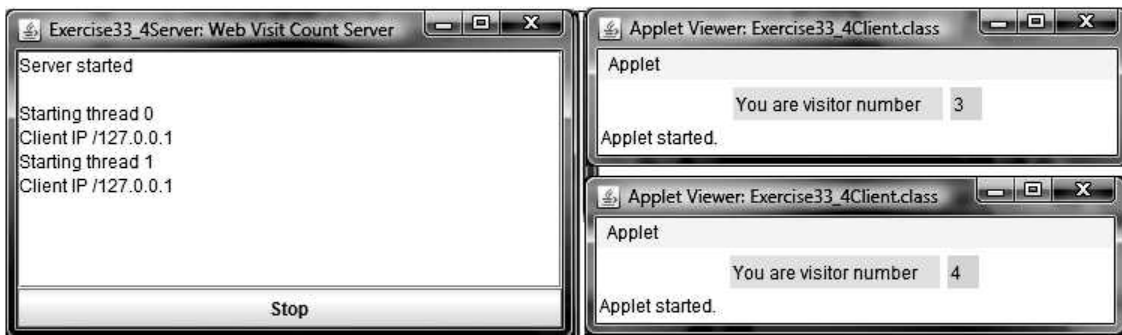 Exercise33_4Server: Web Visit Count Server
Server started
Starting thread 0
Client IP /127.0.0.1
Starting thread 1
Client IP /127.0.0.1
Stop
Applet Viewer: Exercise33_4Client.class
Applet
You are visitor number 3
Applet started.
Applet Viewer: Exercise33_4Client.class
Applet
You are visitor number 4
Applet started.